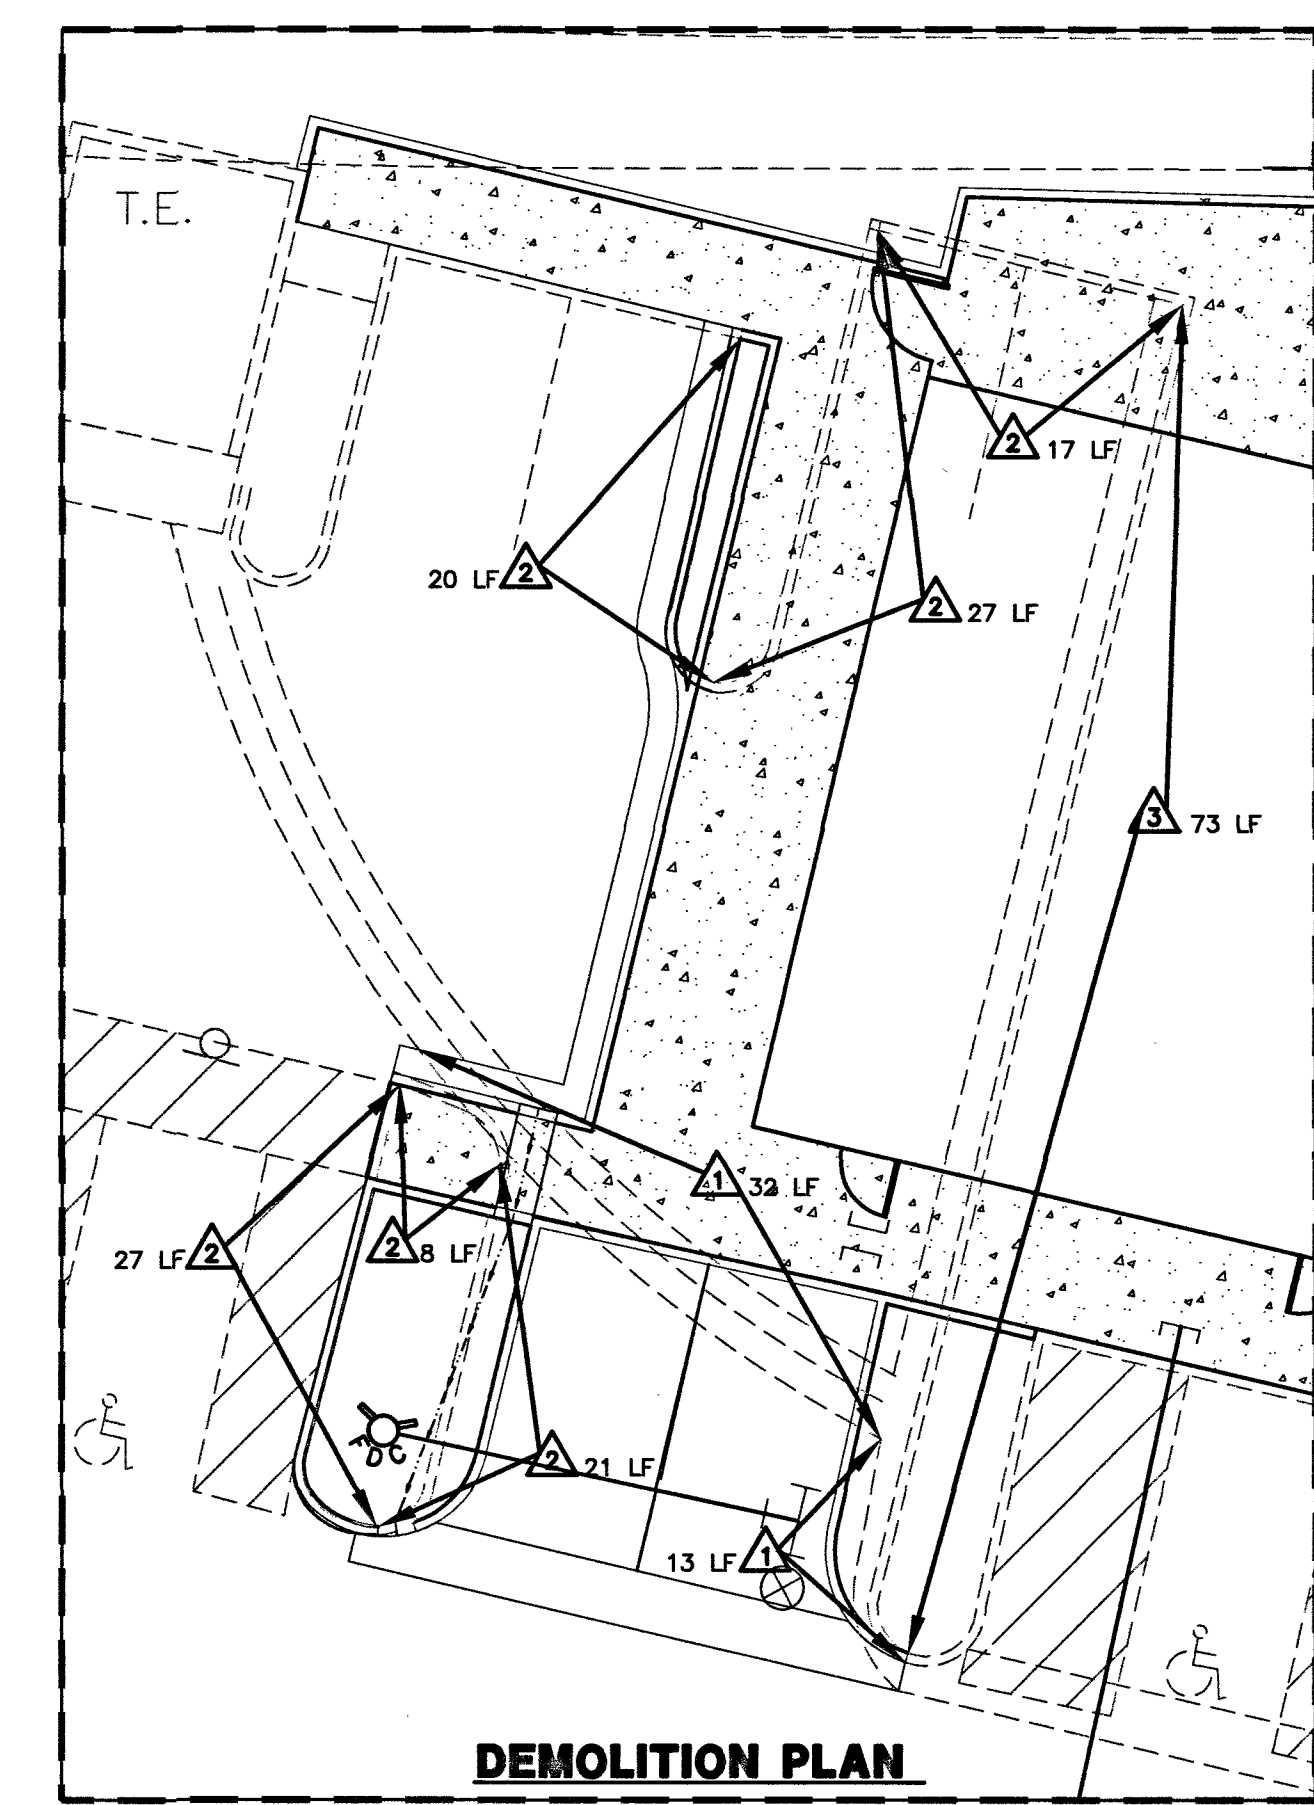 T.E.
2 17 LF
20 LF 2
2 27 LF
3 73 LF
1 32 LF
27 LF 2
2 8 LF
FDC
2 21 LF
13 LF 1
DEMOLITION PLAN